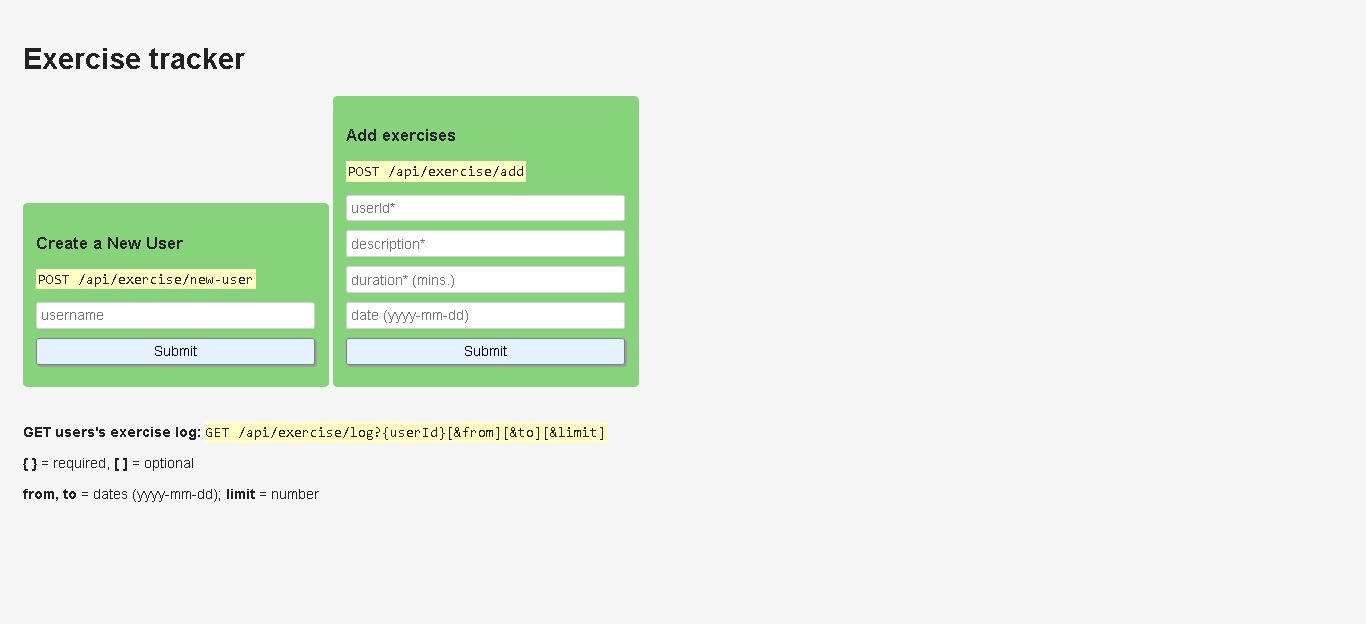 Exercise tracker
Create a New User
POST /api/exercise/new-user
username
Submit
Add exercises
POST /api/exercise/add
userId*
description*
duration* (mins.)
date (yyyy-mm-dd)
Submit
GET users's exercise log: GET /api/exercise/log?{userId}[&from][&to][&limit]
{ } = required, [ ] = optional
from, to = dates (yyyy-mm-dd); limit = number